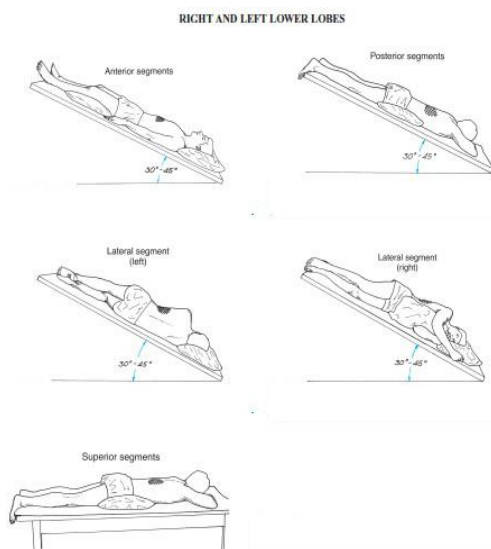 RIGHT AND LEFT LOWER LOBES
Anterior segments
30°-45°
Posterior segments
30°-45°
Lateral segment
(left)
30°-45°
Lateral segment
(right)
30°-45°
Superior segments